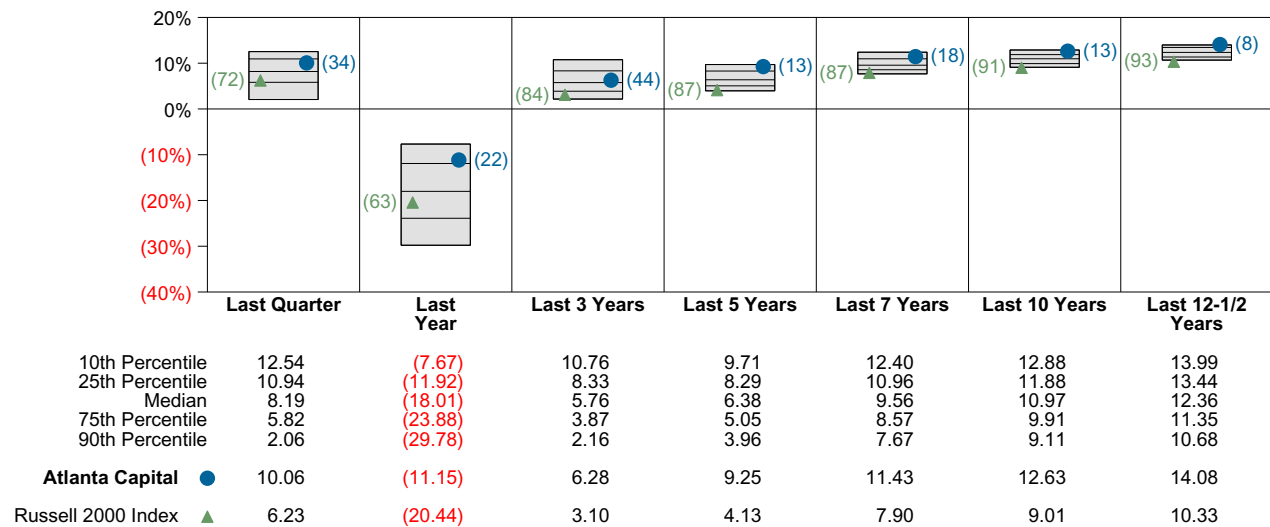 20%
10%
0%
(10%)
(20%)
(30%)
(40%)
(72) (34)
(63) (22)
(84) (44)
(87) (13)
(87) (18)
(91) (13)
(93) (8)
Last Quarter Last Last 3 Years Last 5 Years Last 7 Years Last 10 Years Last 12-1/2
Year Years
10th Percentile 12.54 (7.67) 10.76 9.71 12.40 12.88 13.99
25th Percentile 10.94 (11.92) 8.33 8.29 10.96 11.88 13.44
Median 8.19 (18.01) 5.76 6.38 9.56 10.97 12.36
75th Percentile 5.82 (23.88) 3.87 5.05 8.57 9.91 11.35
90th Percentile 2.06 (29.78) 2.16 3.96 7.67 9.11 10.68
Atlanta Capital 10.06 (11.15) 6.28 9.25 11.43 12.63 14.08
Russell 2000 Index 6.23 (20.44) 3.10 4.13 7.90 9.01 10.33